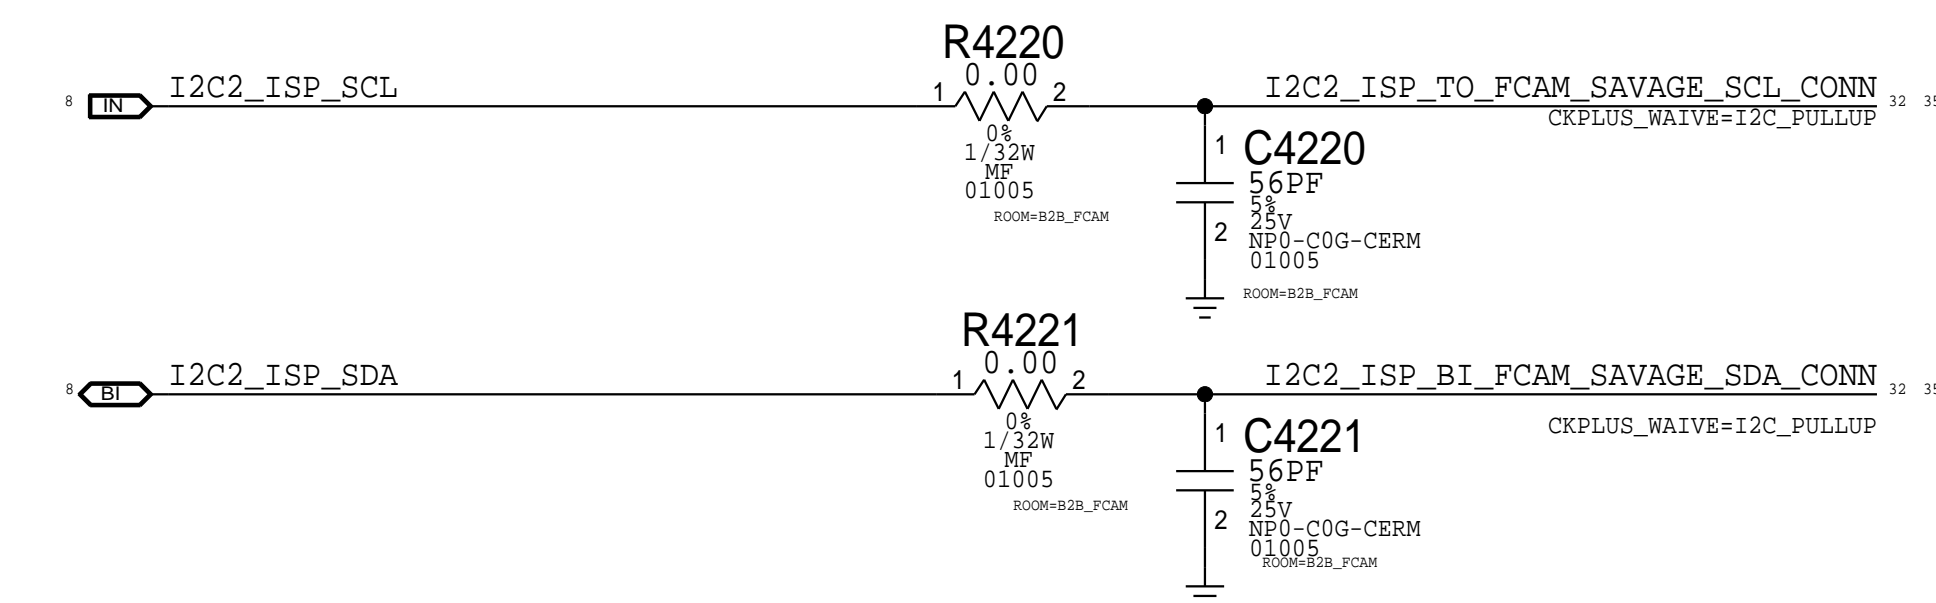 R4220
0.00
8 IN I2C2_ISP_SCL 1 2 I2C2_ISP_TO_FCAM_SAVAGE_SCL_CONN 32 35
CKPLUS_WAIVE=I2C_PULLUP
0%
1/32W
MF
01005
ROOM=B2B_FCAM
1 C4220
56PF
5%
25V
2 NP0-C0G-CERM
01005
ROOM=B2B_FCAM
R4221
0.00
8 BI I2C2_ISP_SDA 1 2 I2C2_ISP_BI_FCAM_SAVAGE_SDA_CONN 32 35
CKPLUS_WAIVE=I2C_PULLUP
0%
1/32W
MF
01005
ROOM=B2B_FCAM
1 C4221
56PF
5%
25V
2 NP0-C0G-CERM
01005
ROOM=B2B_FCAM